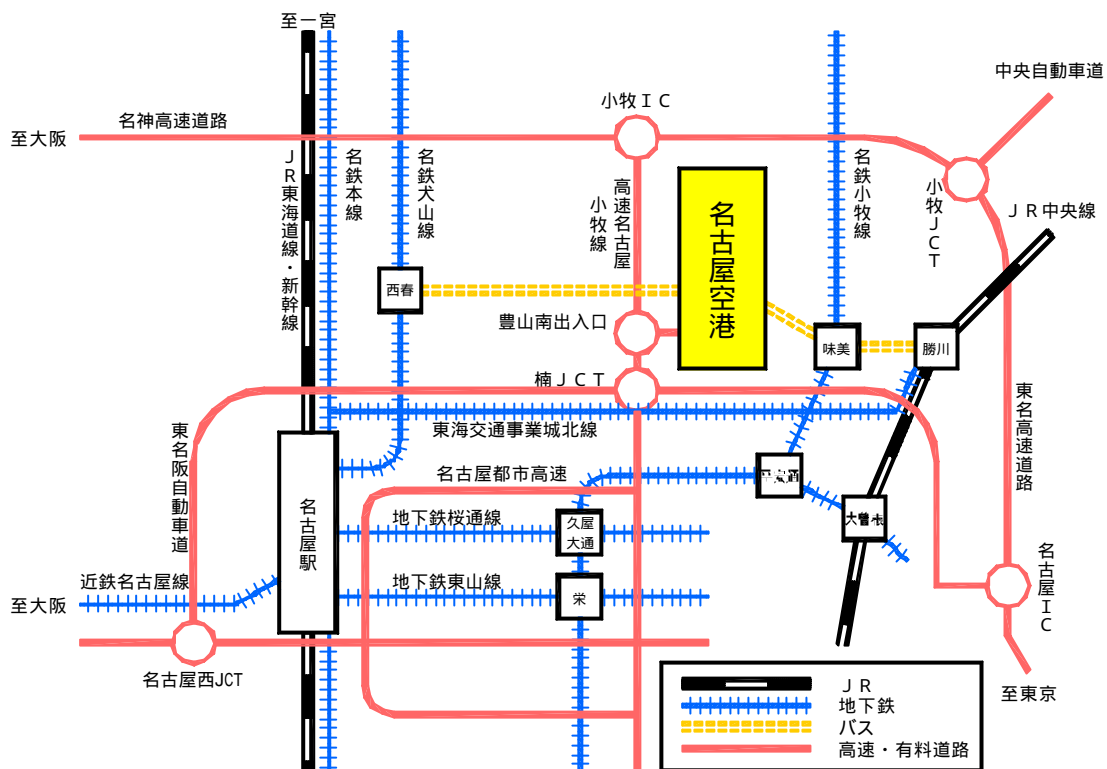 至一宮
中央自動車道
小牧ＩＣ
名神高速道路
至大阪
ＪＲ東海道線・新幹線
名鉄本線
名鉄犬山線
高速名古屋
小牧線
名古屋空港
名鉄小牧線
小牧ＪＣＴ
ＪＲ中央線
西春
豊山南出入口
味美
勝川
楠ＪＣＴ
東海交通事業城北線
東名阪自動車道
東名高速道路
名古屋都市高速
平安通
名古屋駅
地下鉄桜通線
久屋
大通
大曽根
名古屋ＩＣ
近鉄名古屋線
地下鉄東山線
栄
至大阪
名古屋西JCT
至東京
ＪＲ
地下鉄
バス
高速・有料道路